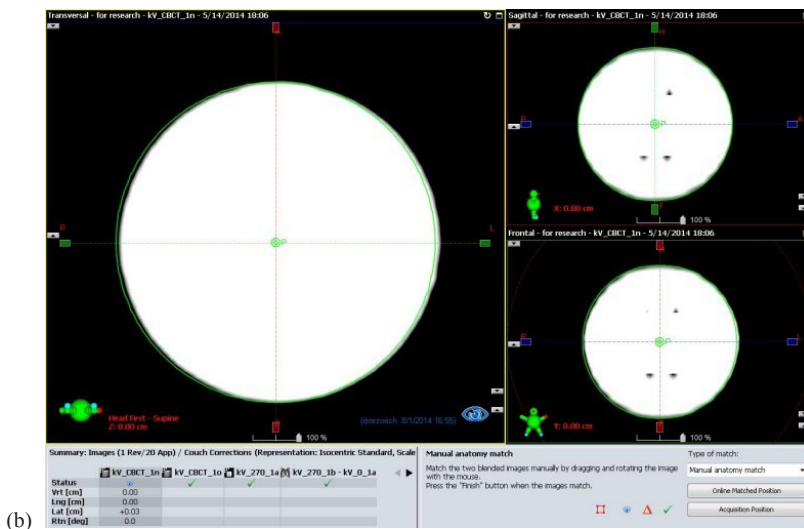 Transversal - for research - kV_CBCT_1n - 5/14/2014 18:06
R
L
Head First - Supine
Z: 0.00 cm
100 %
8/1/2014 16:55)
Sagittal - for research - kV_CBCT_1n - 5/14/2014 18:06
H
A
X: 0.00 cm
100 %
Frontal - for research - kV_CBCT_1n - 5/14/2014 18:06
Y: 0.00 cm
100 %
Summary: Images (1 Rev/20 App) / Couch Corrections (Representation: Isocentric Standard, Scale
kV_CBCT_1n kV_CBCT_1o kV_270_1a kV_270_1b - kV_0_1a
Status
Vrt [cm] 0.00
Lng [cm] 0.00
Lat [cm] +0.03
Rtn [deg] 0.0
Manual anatomy match
Match the two blended images manually by dragging and rotating the image
with the mouse.
Press the "Finish" button when the images match.
Type of match:
Manual anatomy match
Online Matched Position
Acquisition Position
(b)